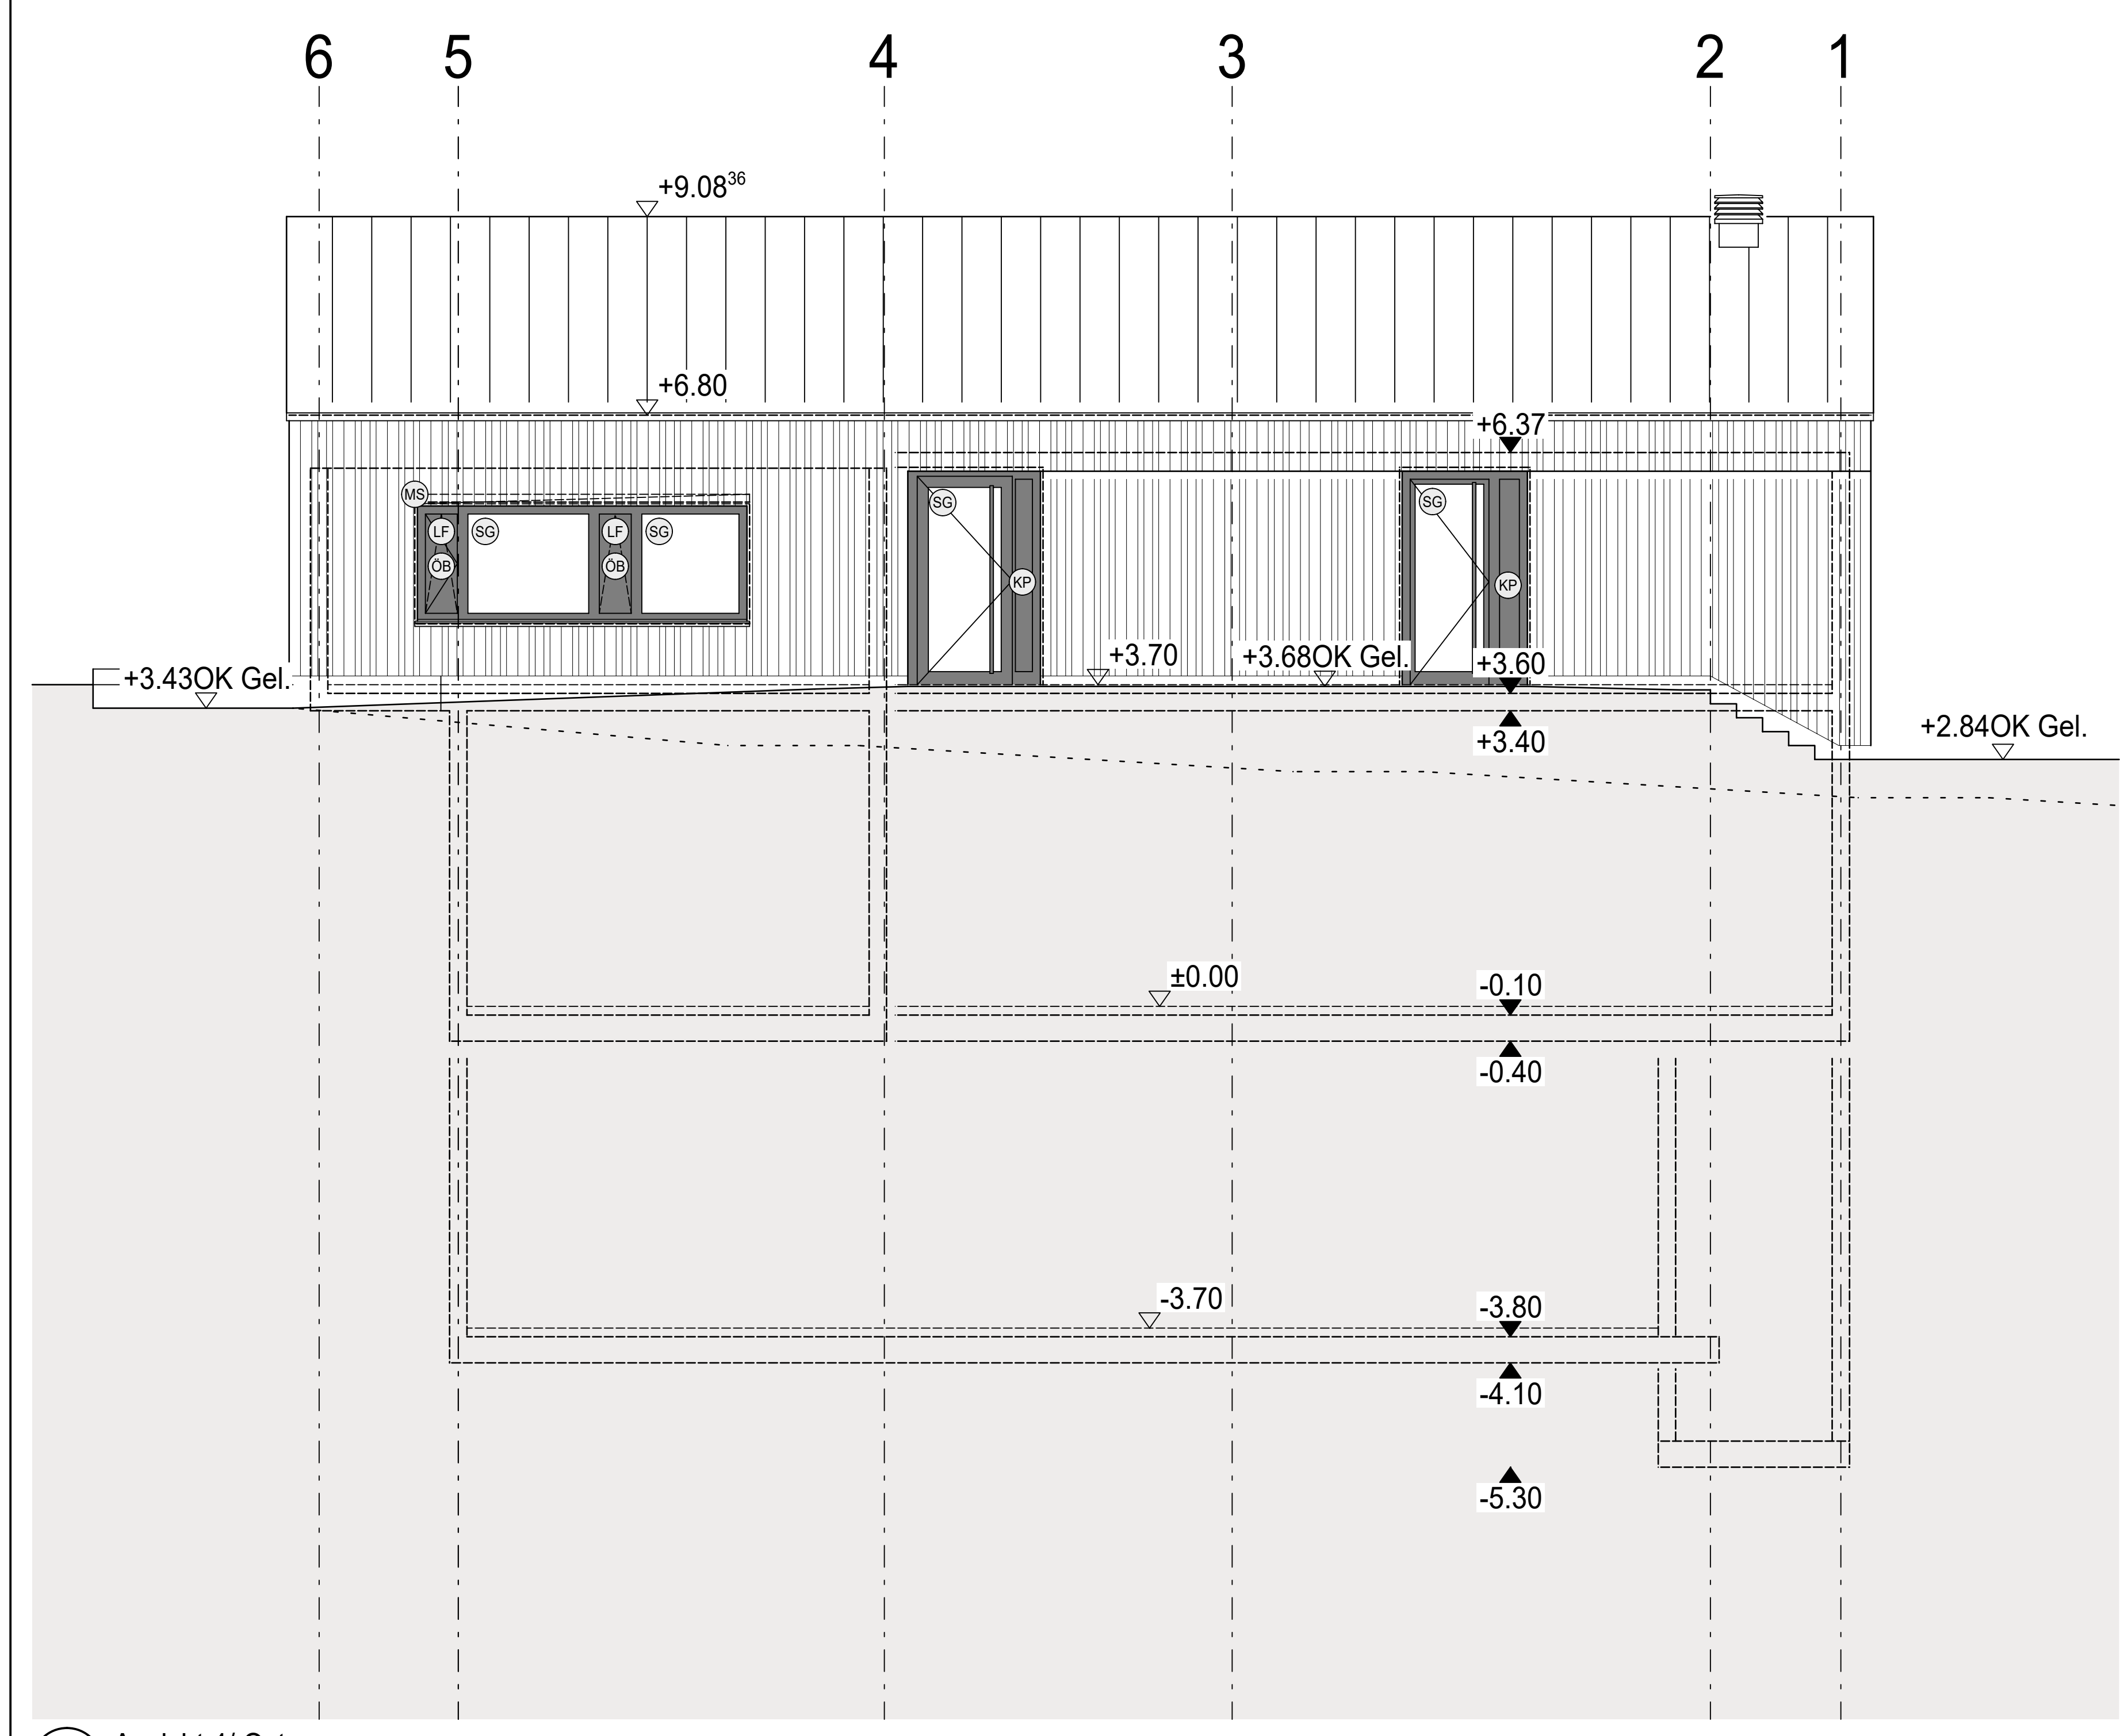 6 5 4 3 2 1
+9.08³⁶
+6.80
+6.37
MS
LF SG LF SG
ÖB ÖB
SG
KP
SG
KP
+3.43OK Gel.
+3.70
+3.68OK Gel.
+3.60
+3.40
+2.84OK Gel.
±0.00
-0.10
-0.40
-3.70
-3.80
-4.10
-5.30